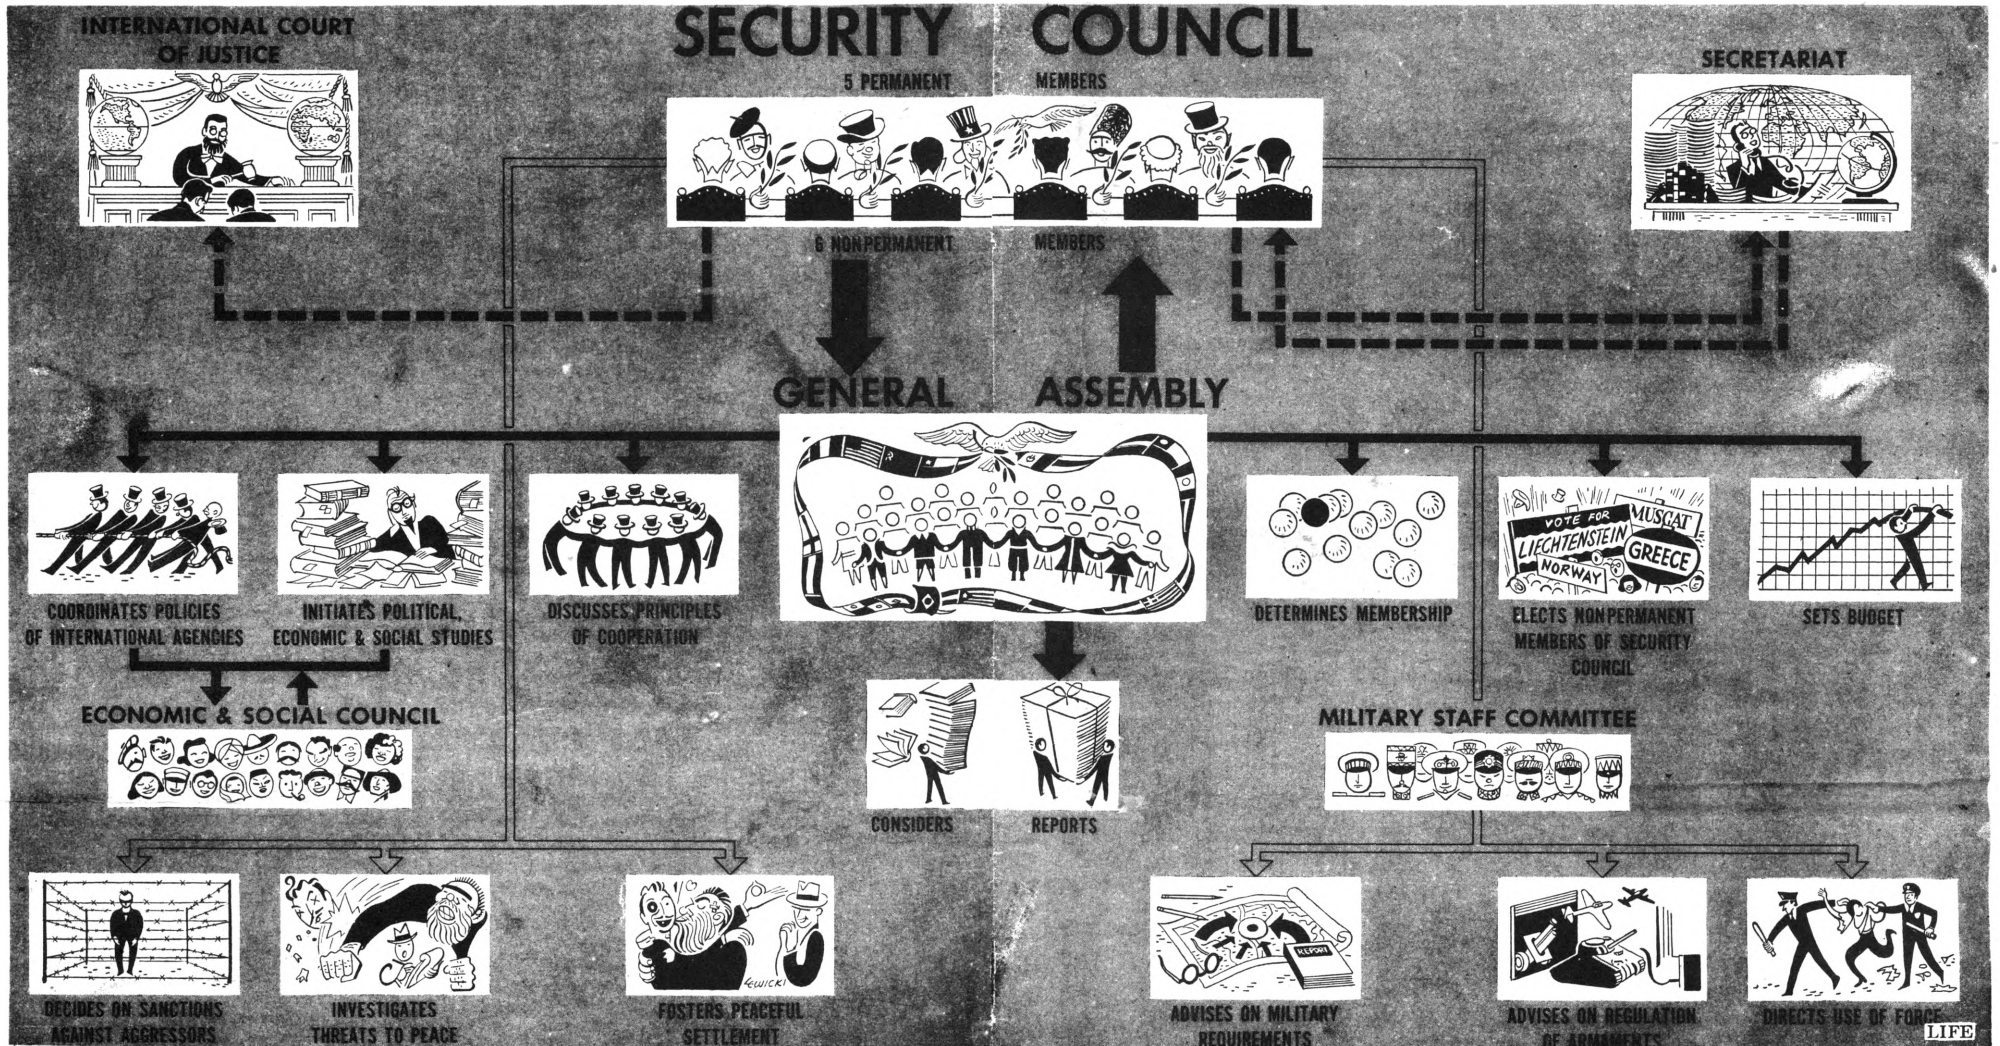 INTERNATIONAL COURT
OF JUSTICE
SECURITY COUNCIL
5 PERMANENT MEMBERS
SECRETARIAT
6 NONPERMANENT MEMBERS
GENERAL ASSEMBLY
COORDINATES POLICIES
OF INTERNATIONAL AGENCIES
INITIATES POLITICAL,
ECONOMIC & SOCIAL STUDIES
DISCUSSES PRINCIPLES
OF COOPERATION
DETERMINES MEMBERSHIP
VOTE FOR
LIECHTENSTEIN
NORWAY
MUSCAT
GREECE
ELECTS NONPERMANENT
MEMBERS OF SECURITY
COUNCIL
SETS BUDGET
ECONOMIC & SOCIAL COUNCIL
CONSIDERS
REPORTS
MILITARY STAFF COMMITTEE
DECIDES ON SANCTIONS
AGAINST AGGRESSORS
INVESTIGATES
THREATS TO PEACE
LEWICKI
FOSTERS PEACEFUL
SETTLEMENT
REPORT
ADVISES ON MILITARY
REQUIREMENTS
ADVISES ON REGULATION
OF ARMAMENTS
DIRECTS USE OF FORCE
LIFE